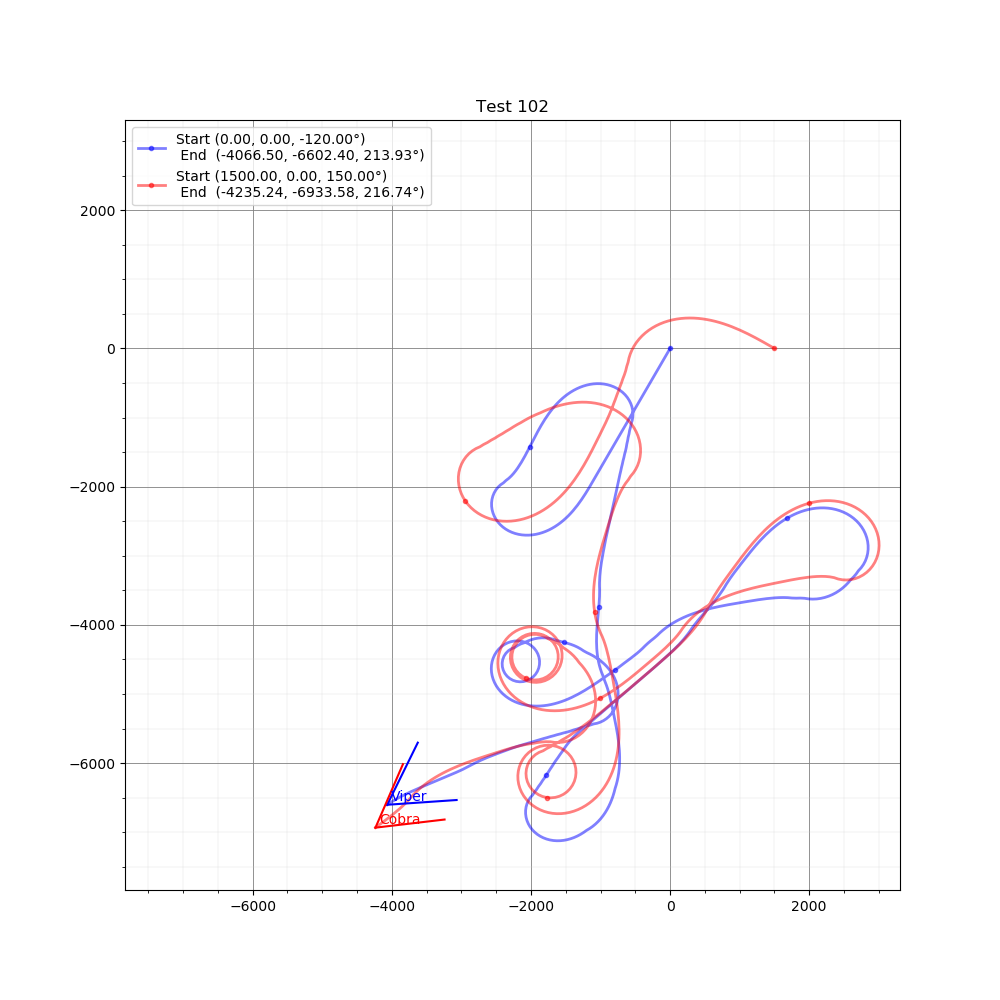 Test 102
Start (0.00, 0.00, -120.00°)
End (-4066.50, -6602.40, 213.93°)
Start (1500.00, 0.00, 150.00°)
End (-4235.24, -6933.58, 216.74°)
2000
0
−2000
−4000
−6000
Viper
Cobra
−6000 −4000 −2000 0 2000